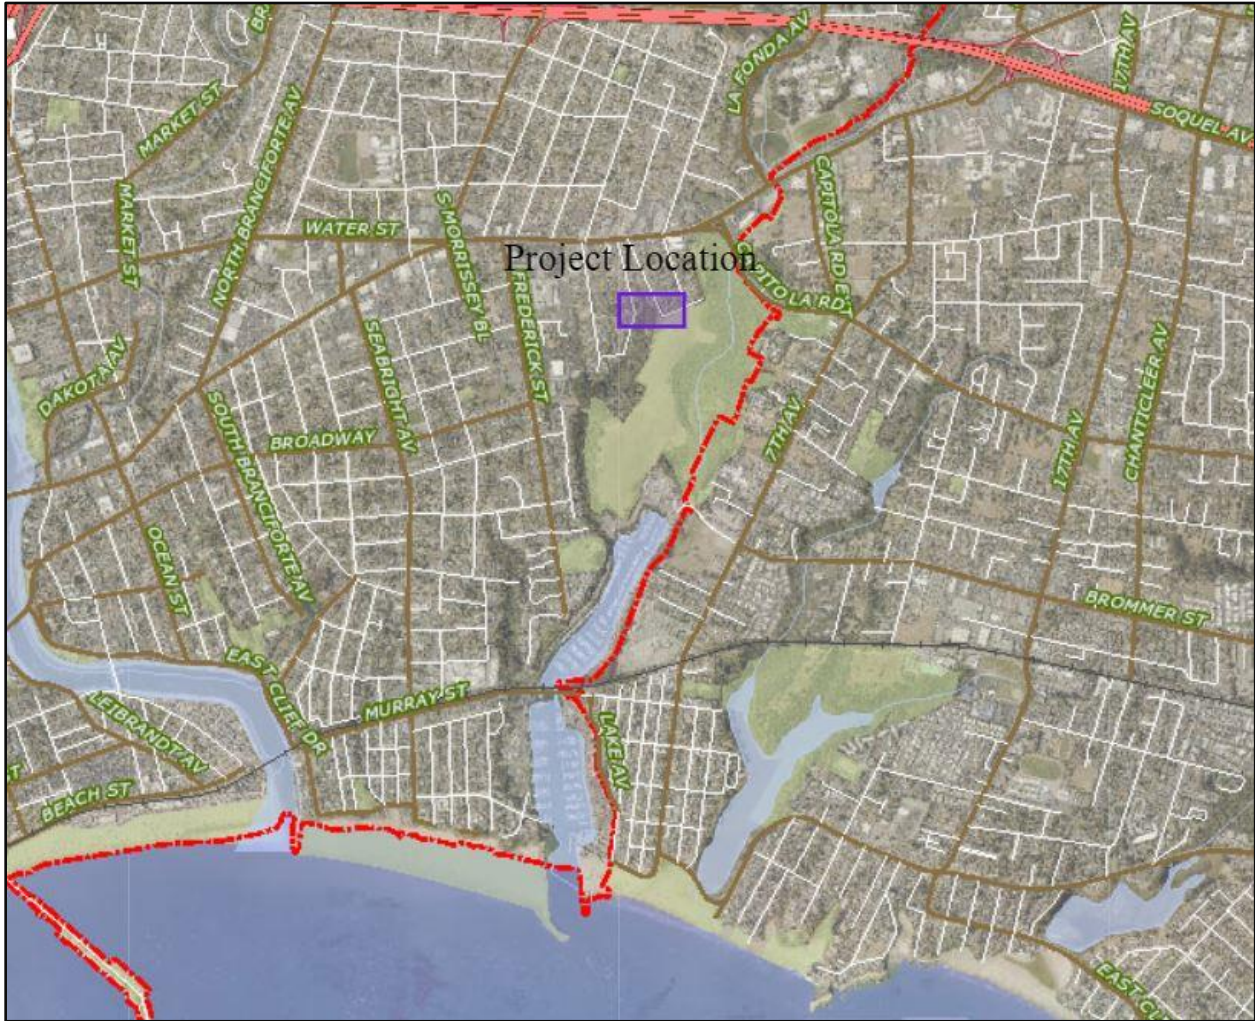 LA FONDA AV
17TH AV
SOQUEL AV
MARKET ST
NORTH BRANCIFORTE AV
MARKET ST
S MORRISSEY BL
CAPITOLA RD E
WATER ST
Project Location
CAPITOLA RD
FREDERICK ST
SEABRIGHT AV
DAKOTA AV
SOUTH BRANCIFORTE AV
BROADWAY
7TH AV
17TH AV
CHANTICLEER AV
OCEAN ST
BROMMER ST
EAST CLIFF DR
MURRAY ST
LEIBRANDT AV
LAKE AV
BEACH ST